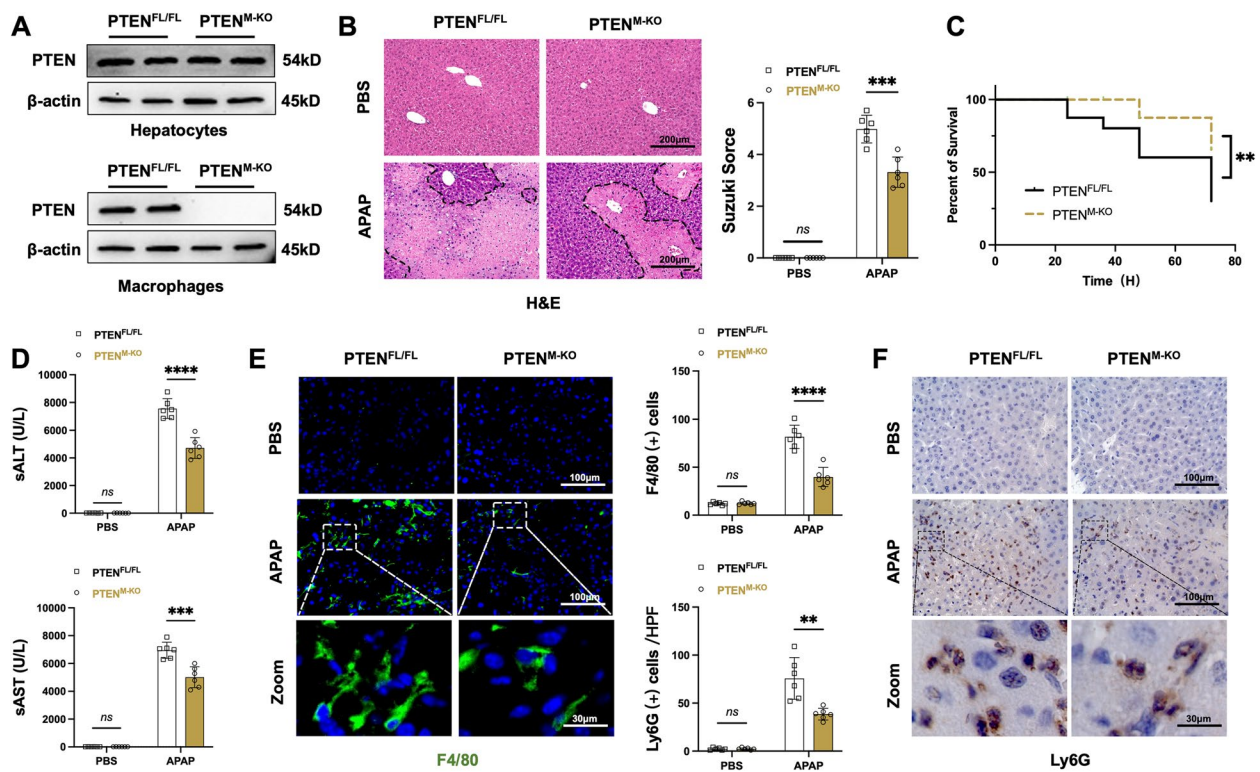 A
PTEN^FL/FL PTEN^M-KO
PTEN 54kD
β-actin 45kD
Hepatocytes
PTEN^FL/FL PTEN^M-KO
PTEN 54kD
β-actin 45kD
Macrophages
B
PTEN^FL/FL PTEN^M-KO
PBS
200μm
APAP
200μm
H&E
PTEN^FL/FL
PTEN^M-KO
Suzuki Sorce
8
6
4
2
0
ns
***
PBS APAP
C
Percent of Survival
100
50
0
PTEN^FL/FL
PTEN^M-KO
**
0 20 40 60 80
Time (H)
D
PTEN^FL/FL
PTEN^M-KO
sALT (U/L)
10000
8000
6000
4000
2000
0
ns
****
PBS APAP
PTEN^FL/FL
PTEN^M-KO
sAST (U/L)
10000
8000
6000
4000
2000
0
ns
***
PBS APAP
E
PTEN^FL/FL PTEN^M-KO
PBS
100μm
APAP
100μm
Zoom
30μm
F4/80
PTEN^FL/FL
PTEN^M-KO
F4/80 (+) cells
150
100
50
0
ns
****
PBS APAP
PTEN^FL/FL
PTEN^M-KO
Ly6G (+) cells /HPF
150
100
50
0
ns
**
PBS APAP
F
PTEN^FL/FL PTEN^M-KO
PBS
100μm
APAP
100μm
Zoom
30μm
Ly6G